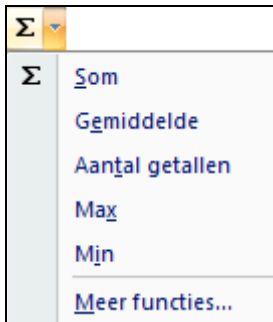 Σ
Σ Som
Gemiddelde
Aantal getallen
Max
Min
Meer functies...